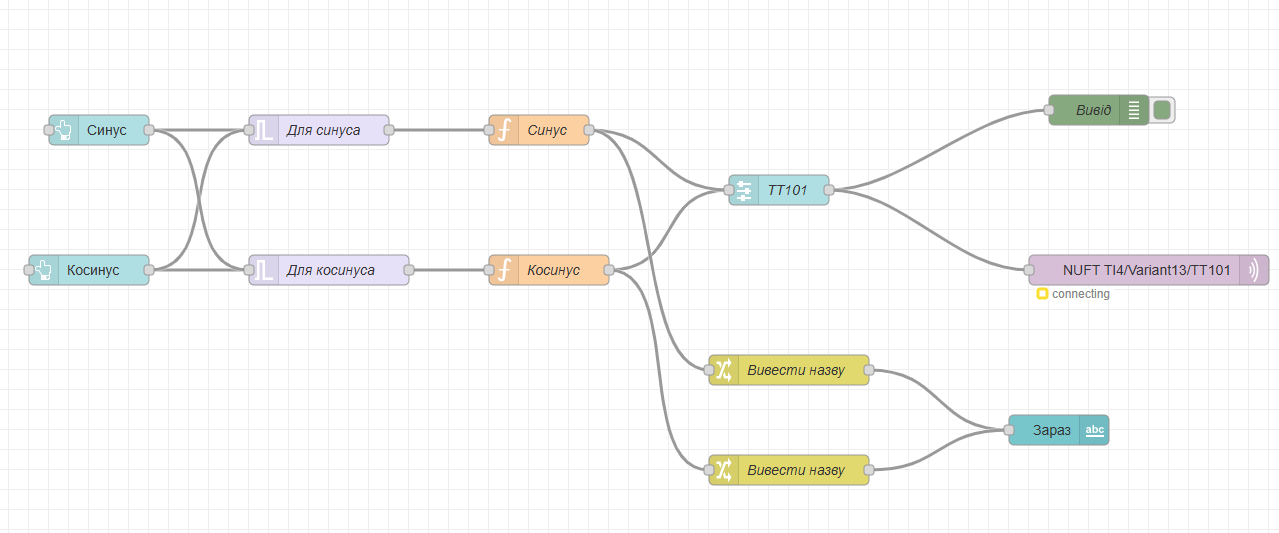 Вивід
Синус
Для синуса
Синус
TT101
Косинус
Для косинуса
Косинус
NUFT TI4/Variant13/TT101
connecting
Вивести назву
Зараз
abc
Вивести назву